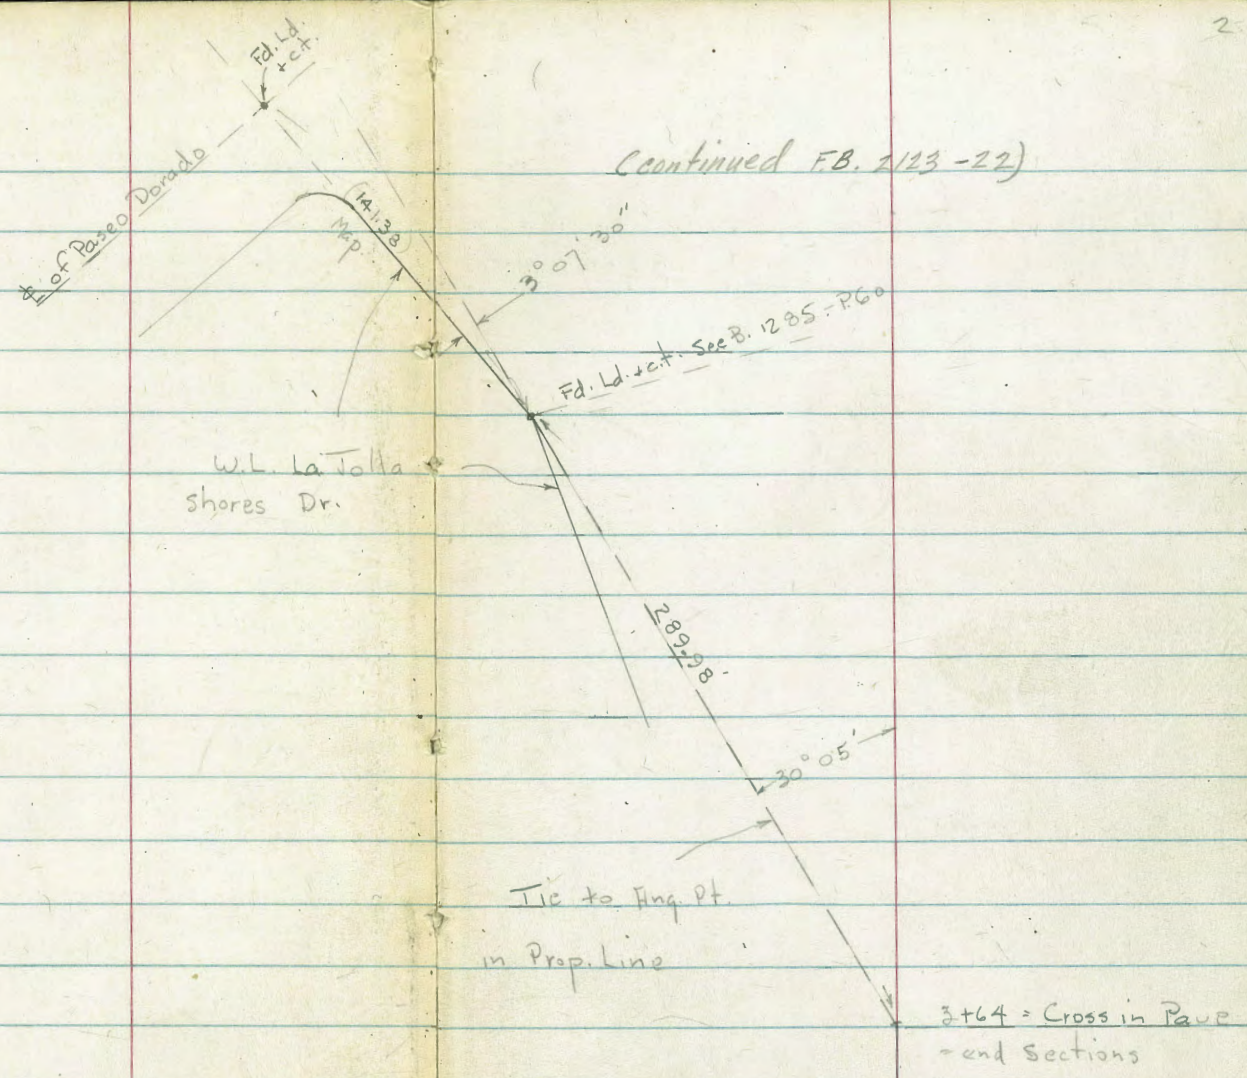 2
Fd. Ld.
+ c.t.
(continued F.B. 2123-22)
℄ of Paseo Dorado
(141.38)
Map
3° 07' 30"
Fd. Ld. + c.t. See B. 1285 - P.60
W.L. La Jolla
Shores Dr.
289.98'
30° 05'
Tie to Ang. Pt.
in Prop. Line
3+64 = Cross in Pave
- end Sections